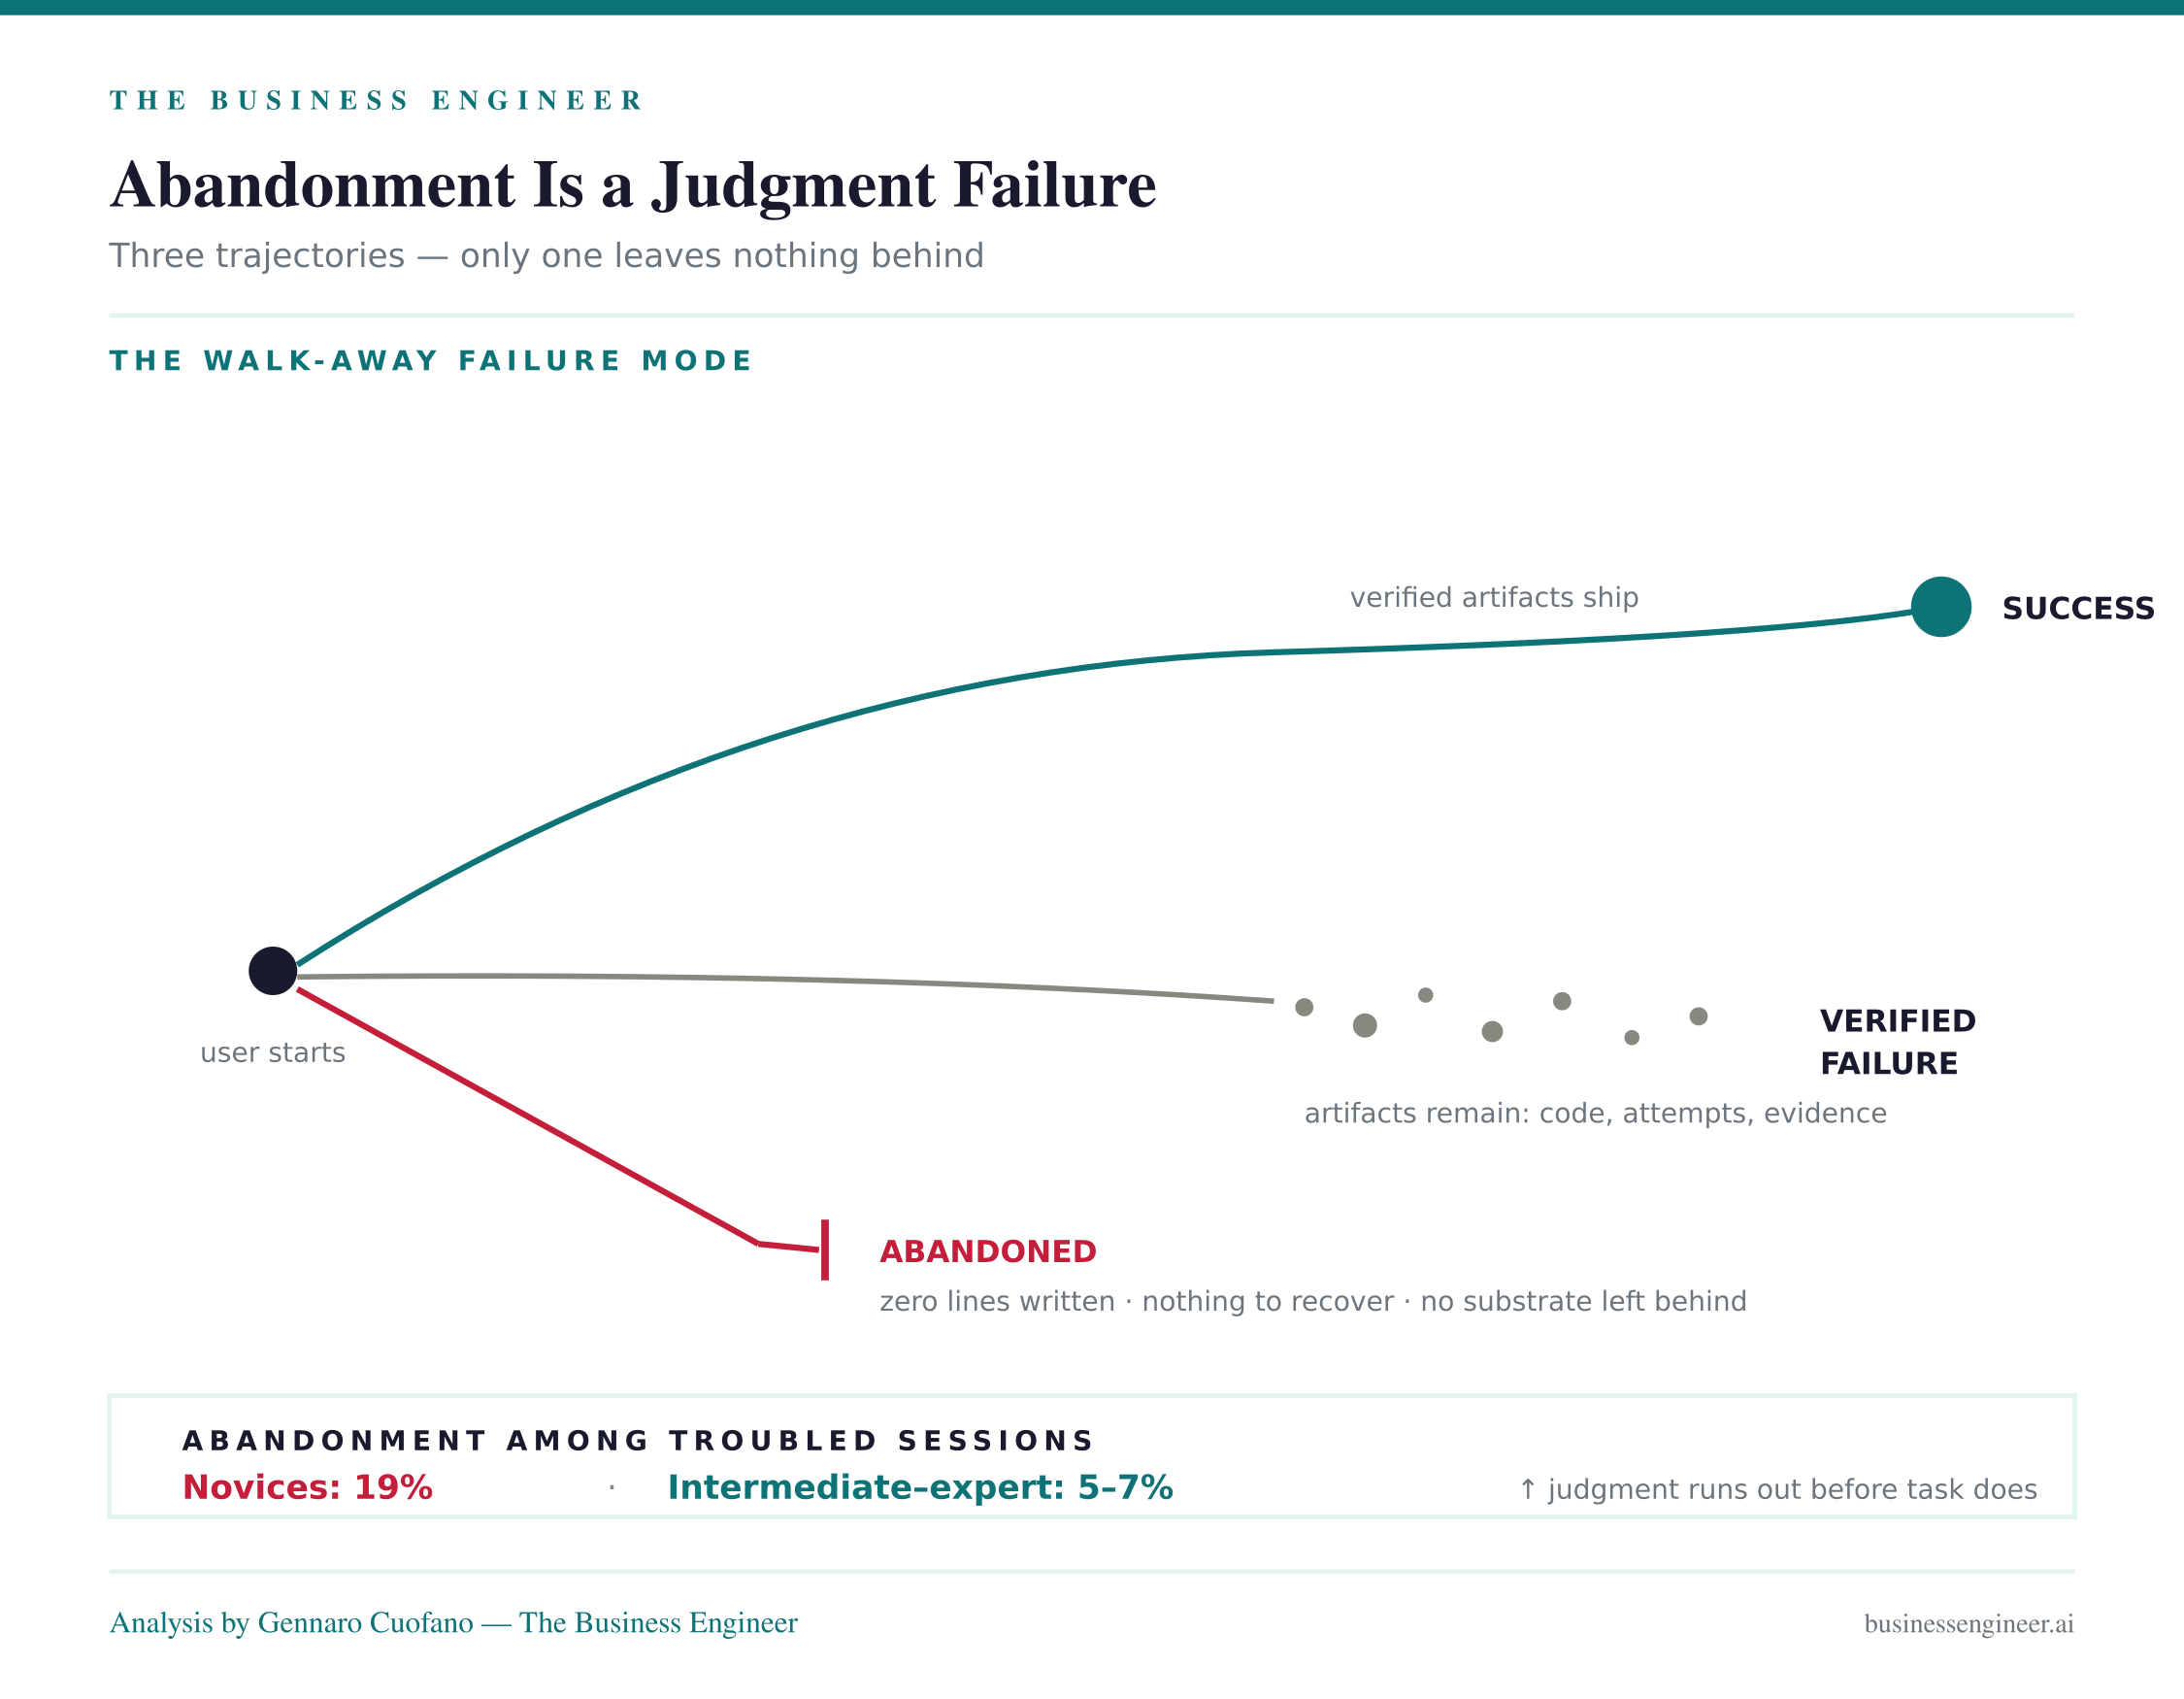 THE BUSINESS ENGINEER
Abandonment Is a Judgment Failure
Three trajectories — only one leaves nothing behind
THE WALK-AWAY FAILURE MODE
verified artifacts ship
SUCCESS
user starts
VERIFIED
FAILURE
artifacts remain: code, attempts, evidence
ABANDONED
zero lines written · nothing to recover · no substrate left behind
ABANDONMENT AMONG TROUBLED SESSIONS
Novices: 19% · Intermediate–expert: 5–7% ↑ judgment runs out before task does
Analysis by Gennaro Cuofano — The Business Engineer
businessengineer.ai